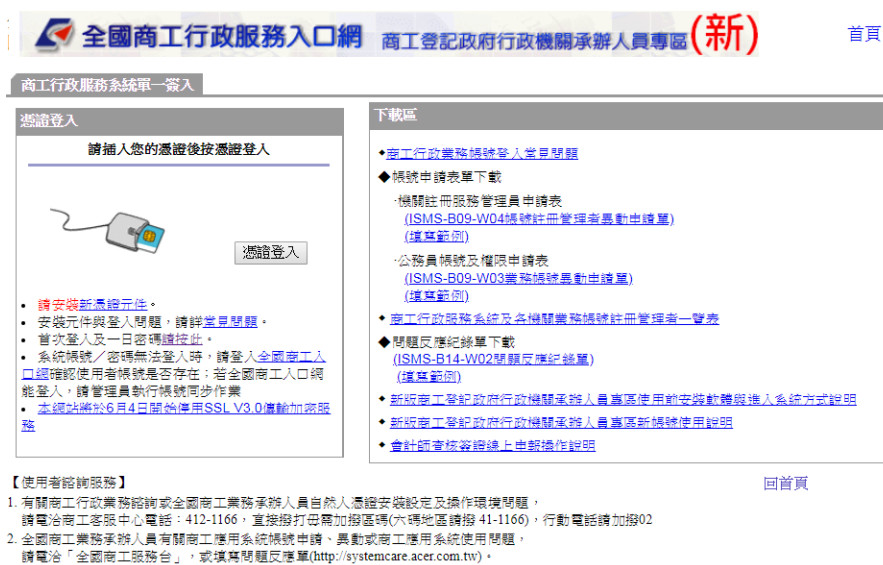 全國商工行政服務入口網 商工登記政府行政機關承辦人員專區(新) 首頁
商工行政服務系統單一簽入
憑證登入
請插入您的憑證後按憑證登入
憑證登入
請安裝新憑證元件。
安裝元件與登入問題，請詳常見問題。
首次登入及一日密碼請按此。
系統帳號／密碼無法登入時，請登入全國商工入
口網確認使用者帳號是否存在；若全國商工入口網
能登入，請管理員執行帳號同步作業
本網站將於6月4日開始停用SSL V3.0傳輸加密服
務
下載區
◆商工行政業務帳號登入常見問題
◆帳號申請表單下載
‧機關註冊服務管理員申請表
(ISMS-B09-W04帳號註冊管理者異動申請單)
(填寫範例)
‧公務員帳號及權限申請表
(ISMS-B09-W03業務帳號異動申請單)
(填寫範例)
◆商工行政服務系統及各機關業務帳號註冊管理者一覽表
◆問題反應紀錄單下載
(ISMS-B14-W02問題反應紀錄單)
(填寫範例)
◆新版商工登記政府行政機關承辦人員專區使用前安裝軟體與進入系統方式說明
◆新版商工登記政府行政機關承辦人員專區新帳號使用說明
◆會計師查核簽證線上申報操作說明
【使用者諮詢服務】
回首頁
1. 有關商工行政業務諮詢或全國商工業務承辦人員自然人憑證安裝設定及操作環境問題，
請電洽商工客服中心電話：412-1166，直接撥打毋需加撥區碼(六碼地區請撥 41-1166)，行動電話請加撥02
2. 全國商工業務承辦人員有關商工應用系統帳號申請、異動或商工應用系統使用問題，
請電洽「全國商工服務台」，或填寫問題反應單(http://systemcare.acer.com.tw)。